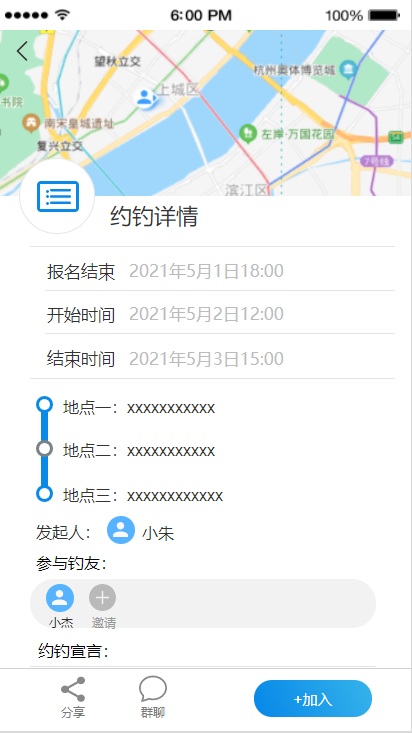 6:00 PM
100%
望秋立交
上城区
杭州奥体博览城
书院
南宋皇城遗址
左岸·万国花园
复兴立交
7号线
滨江区
约钓详情
报名结束 2021年5月1日18:00
开始时间 2021年5月2日12:00
结束时间 2021年5月3日15:00
地点一：xxxxxxxxxxx
地点二：xxxxxxxxxxx
地点三：xxxxxxxxxxxx
发起人： 小朱
参与钓友：
小杰 邀请
约钓宣言：
分享 群聊 +加入